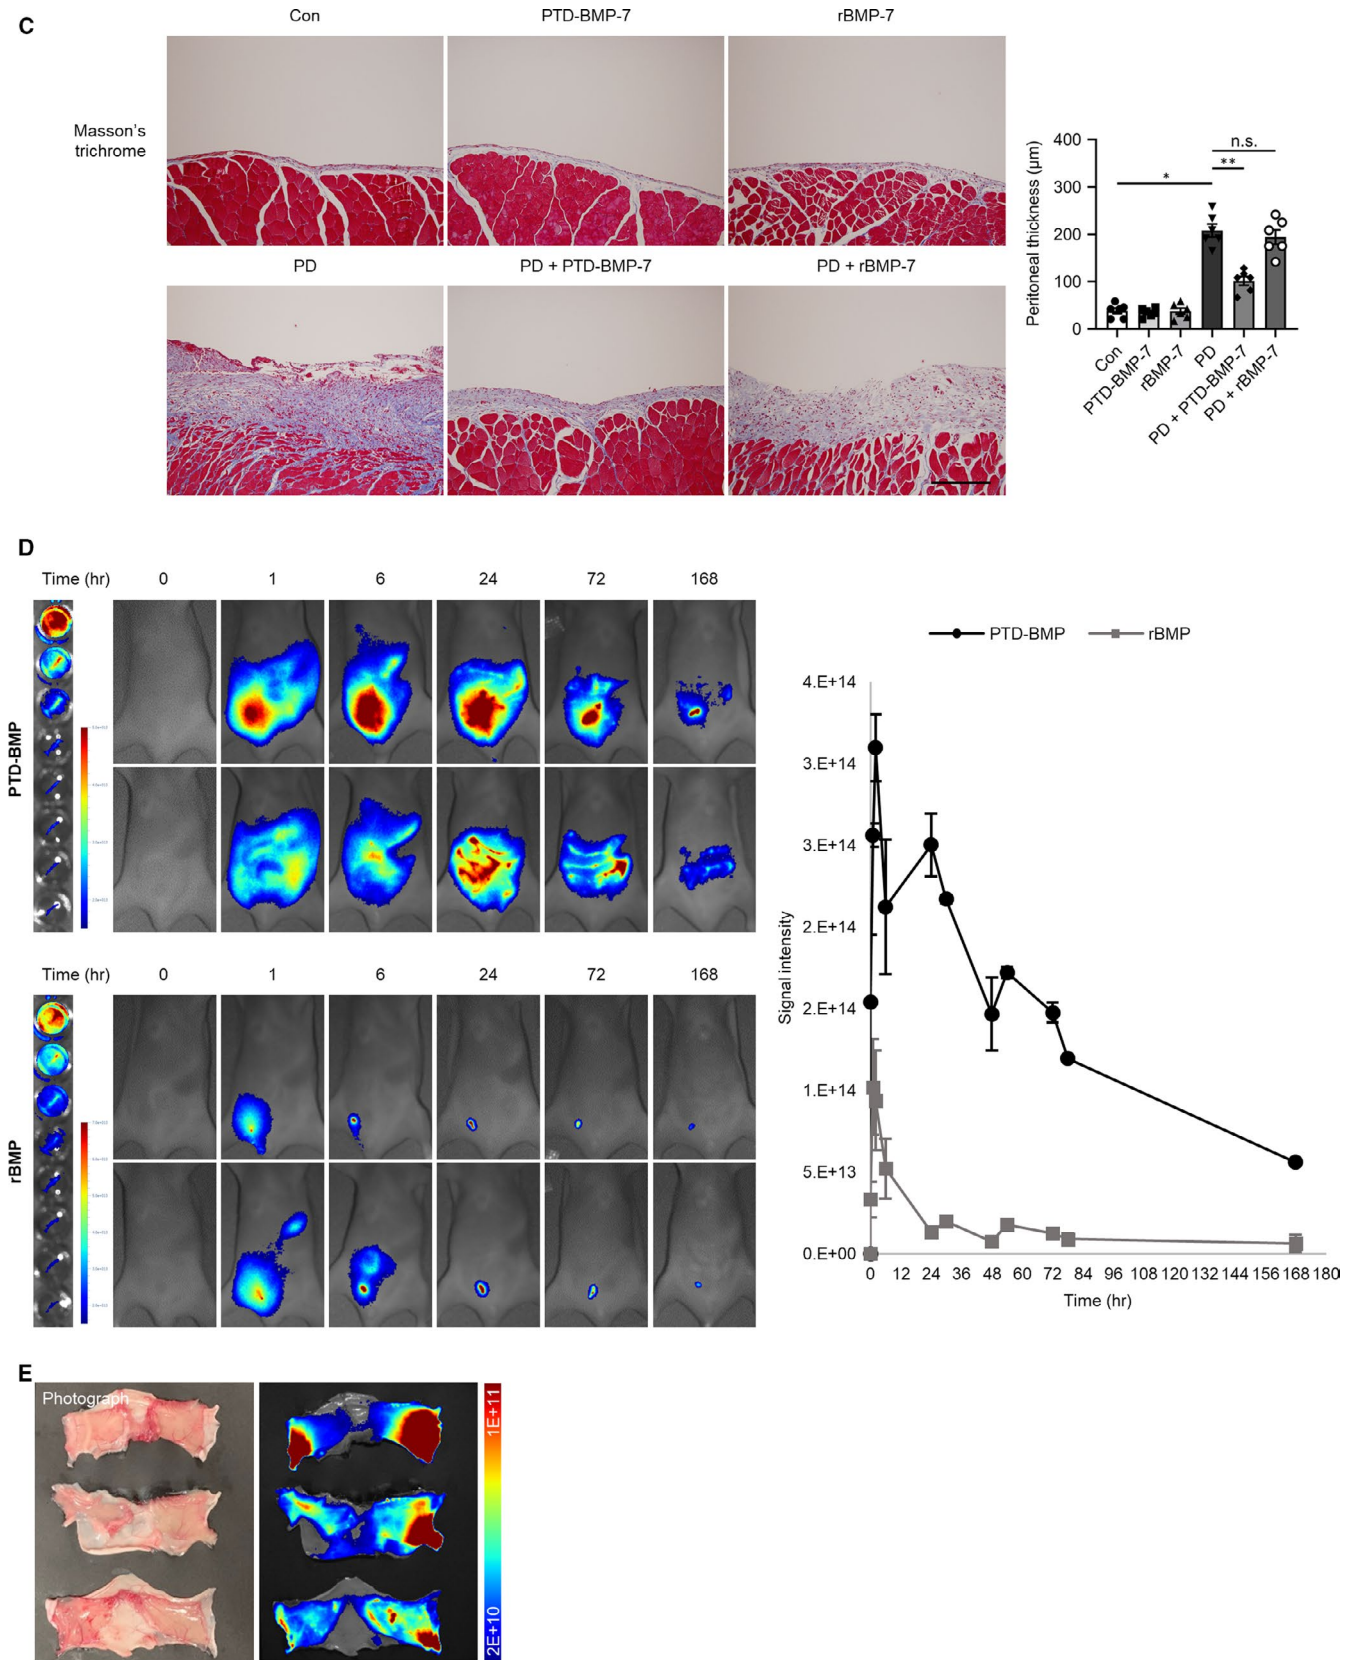 C
Con
PTD-BMP-7
rBMP-7
Masson's
trichrome
PD
PD + PTD-BMP-7
PD + rBMP-7
Peritoneal thickness (µm)
400
300
200
100
0
*
**
n.s.
Con
PTD-BMP-7
rBMP-7
PD
PD + PTD-BMP-7
PD + rBMP-7
D
Time (hr) 0 1 6 24 72 168
PTD-BMP
Time (hr) 0 1 6 24 72 168
rBMP
PTD-BMP rBMP
Signal intensity
4.E+14
3.E+14
3.E+14
2.E+14
2.E+14
1.E+14
5.E+13
0.E+00
0 12 24 36 48 60 72 84 96 108 120 132 144 156 168 180
Time (hr)
E
Photograph
1E+11
2E+10